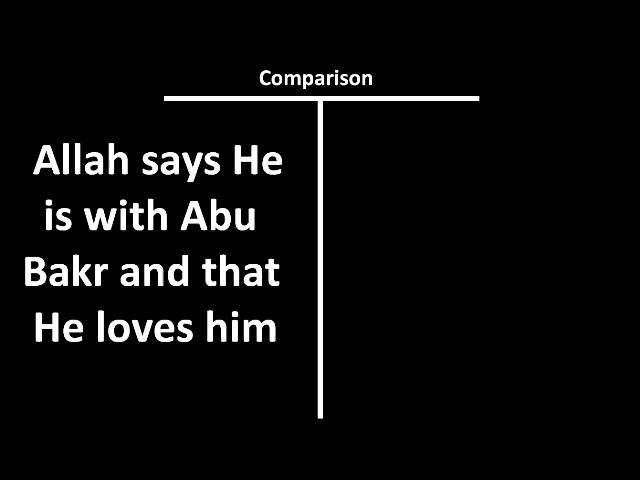 Comparison
Allah says He
is with Abu
Bakr and that
He loves him